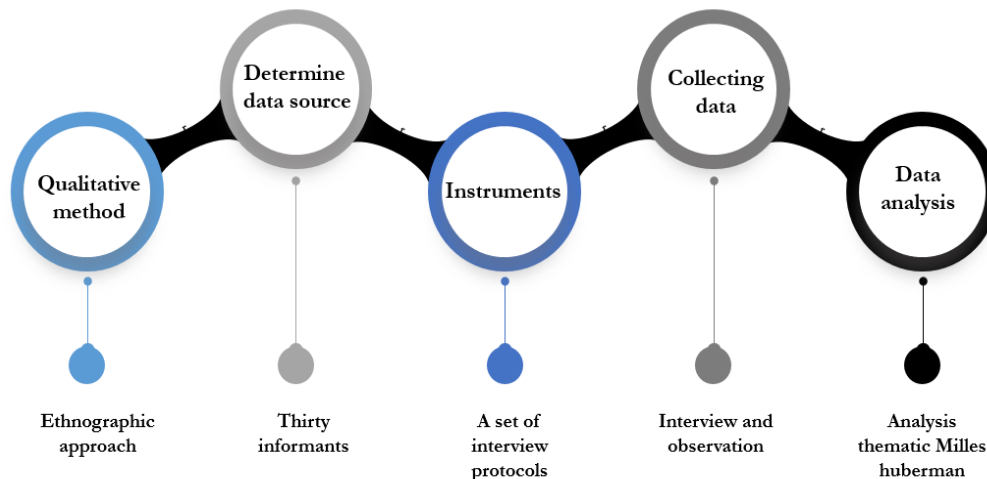 Qualitative
method
Determine
data source
Instruments
Collecting
data
Data
analysis
Ethnographic
approach
Thirty
informants
A set of
interview
protocols
Interview and
observation
Analysis
thematic Milles
huberman